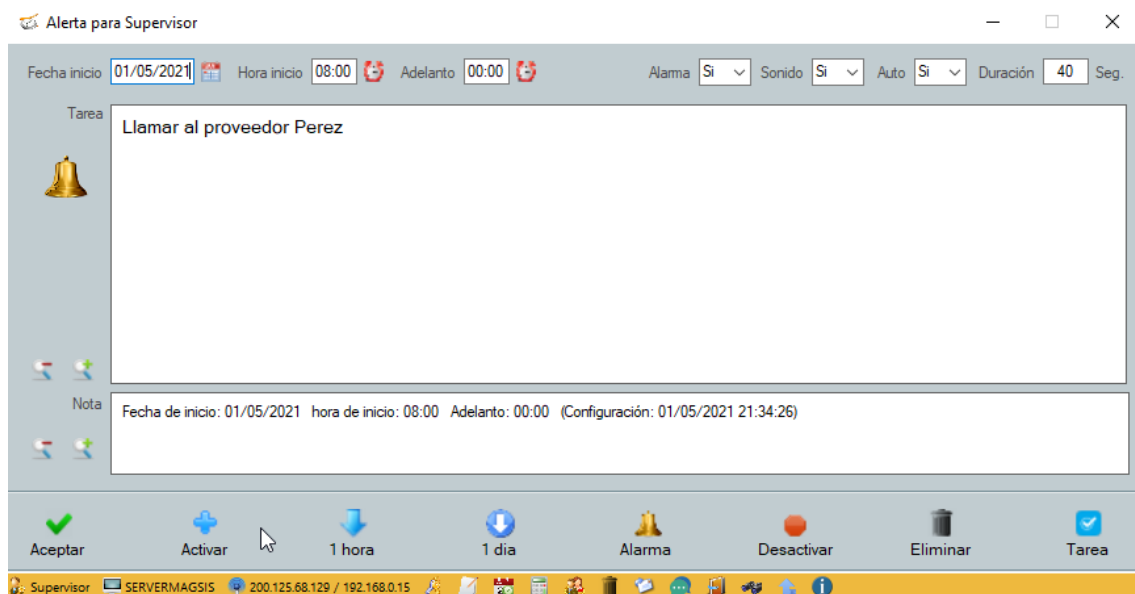 Alerta para Supervisor
Fecha inicio 01/05/2021 Hora inicio 08:00 Adelanto 00:00 Alarma Si Sonido Si Auto Si Duración 40 Seg.
Tarea
Llamar al proveedor Perez
Nota
Fecha de inicio: 01/05/2021 hora de inicio: 08:00 Adelanto: 00:00 (Configuración: 01/05/2021 21:34:26)
Aceptar Activar 1 hora 1 dia Alarma Desactivar Eliminar Tarea
Supervisor SERVERMAGSIS 200.125.68.129 / 192.168.0.15